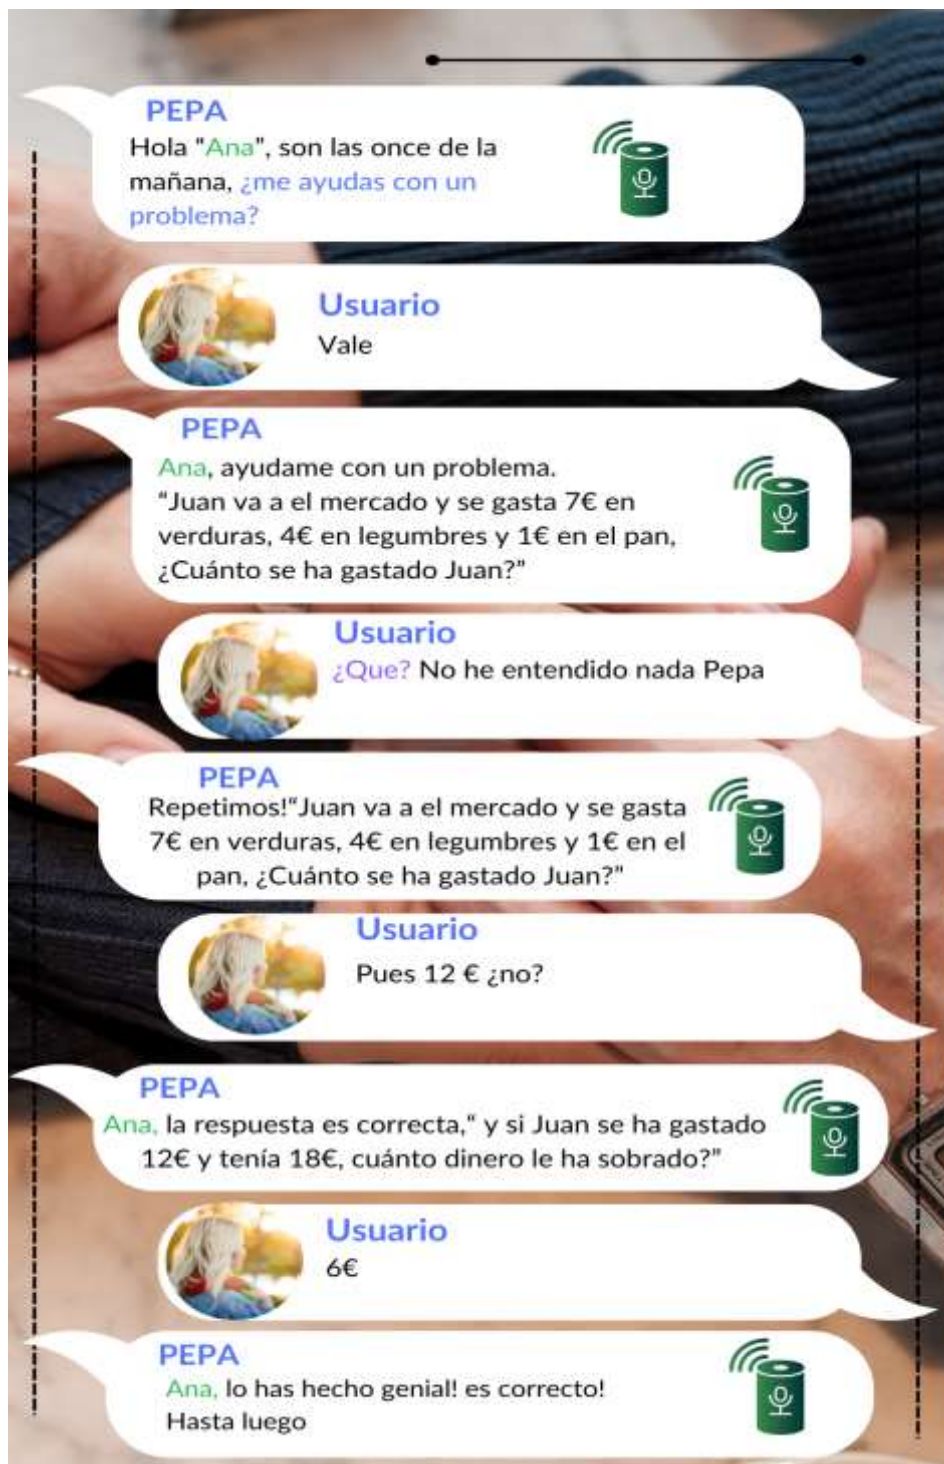 PEPA
Hola "Ana", son las once de la
mañana, ¿me ayudas con un
problema?
Usuario
Vale
PEPA
Ana, ayudame con un problema.
“Juan va a el mercado y se gasta 7€ en
verduras, 4€ en legumbres y 1€ en el pan,
¿Cuánto se ha gastado Juan?”
Usuario
¿Que? No he entendido nada Pepa
PEPA
Repetimos!“Juan va a el mercado y se gasta
7€ en verduras, 4€ en legumbres y 1€ en el
pan, ¿Cuánto se ha gastado Juan?”
Usuario
Pues 12 € ¿no?
PEPA
Ana, la respuesta es correcta,“ y si Juan se ha gastado
12€ y tenía 18€, cuánto dinero le ha sobrado?”
Usuario
6€
PEPA
Ana, lo has hecho genial! es correcto!
Hasta luego